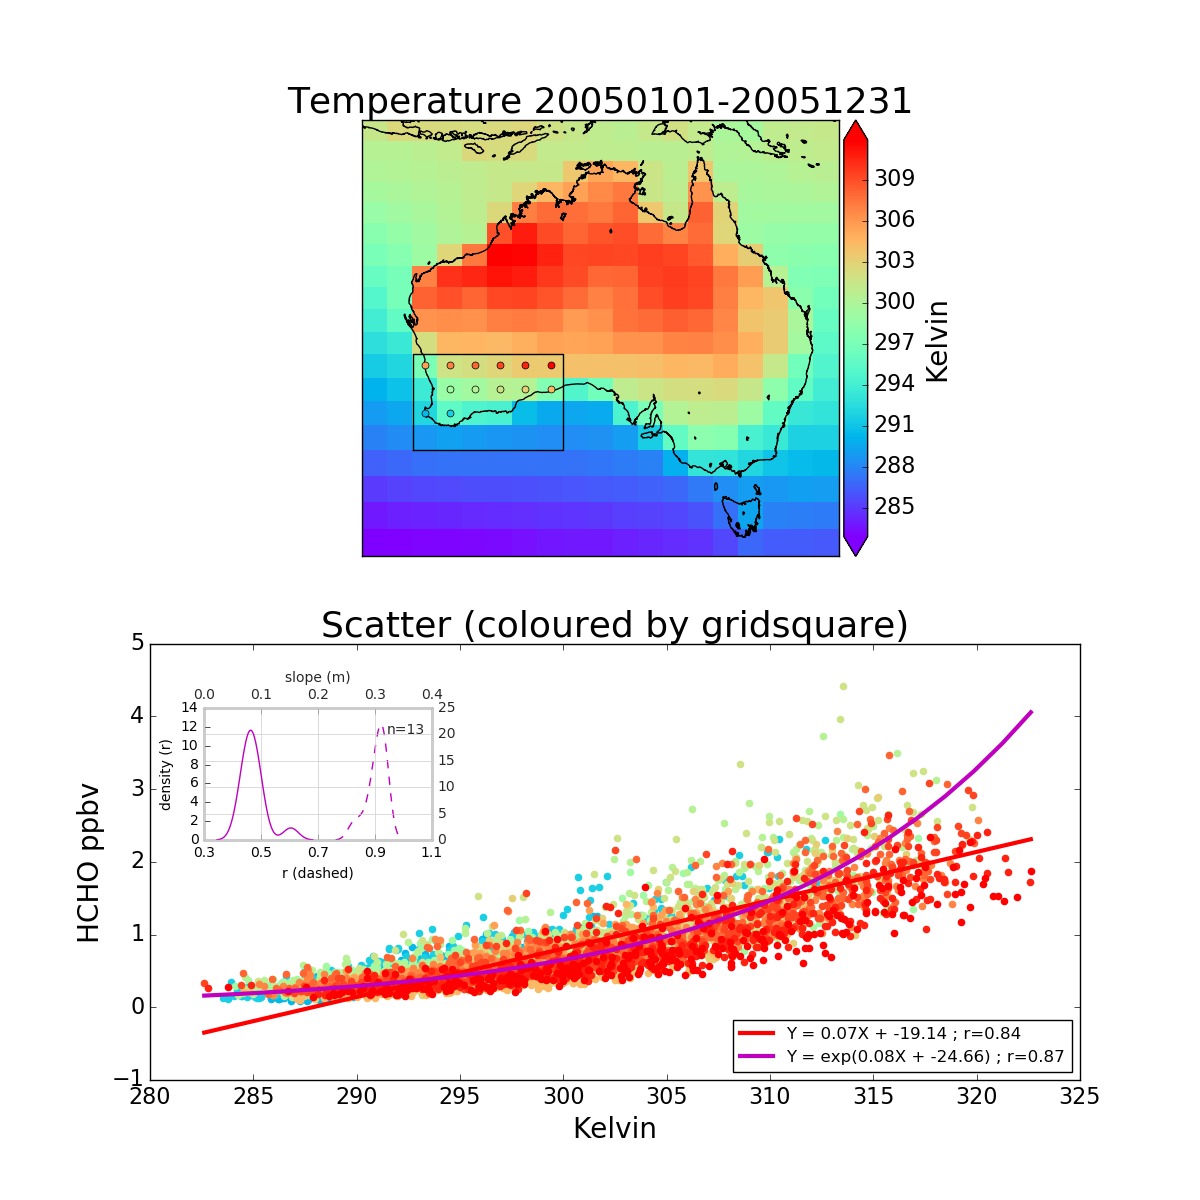 Temperature 20050101-20051231
309
306
303
300
297
294
291
288
285
Kelvin
Scatter (coloured by gridsquare)
5
4
3
2
1
0
−1
HCHO ppbv
280 285 290 295 300 305 310 315 320 325
Kelvin
slope (m)
0.0 0.1 0.2 0.3 0.4
14
12
10
8
6
4
2
0
density (r)
25
20
15
10
5
0
n=13
0.3 0.5 0.7 0.9 1.1
r (dashed)
Y = 0.07X + -19.14 ; r=0.84
Y = exp(0.08X + -24.66) ; r=0.87